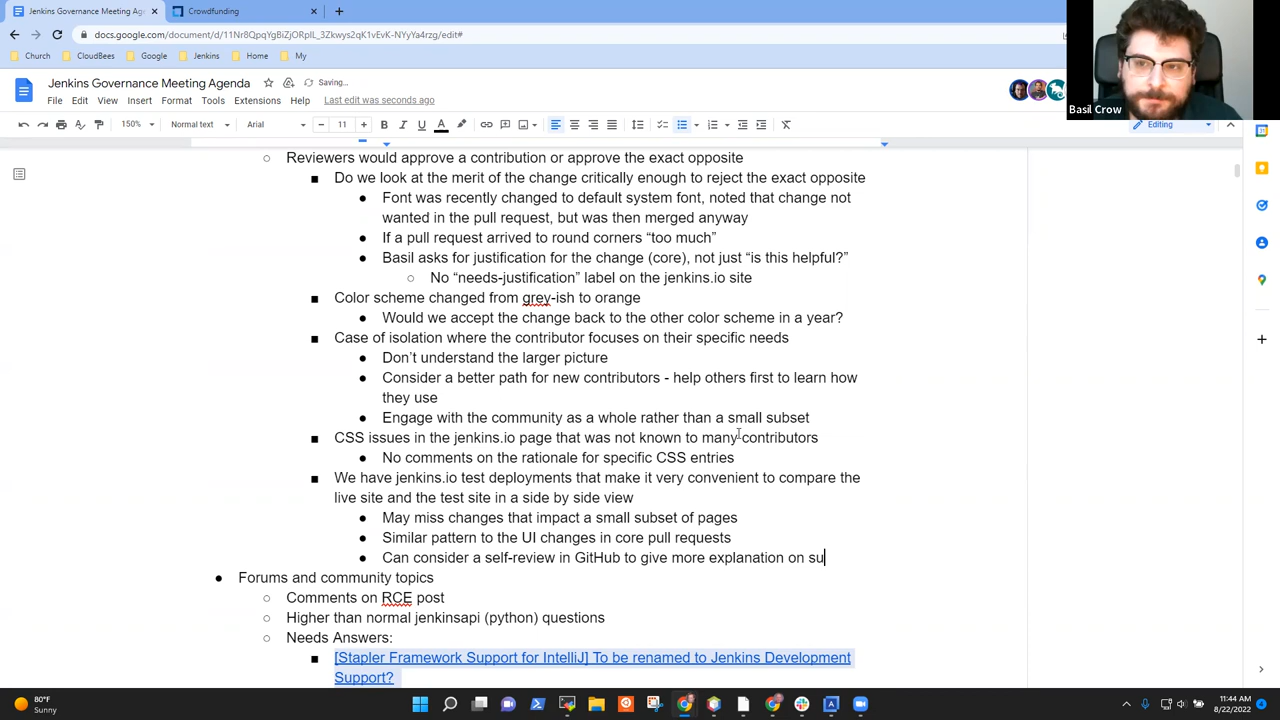 Jenkins Governance Meeting Age
Crowdfunding
docs.google.com/document/d/11Nr8QpqYgBiZjORpIL_3Zkwys2qK1vEvK-NYyYa4rzg/edit#
Church CloudBees Google Jenkins Home My
Basil Crow
Jenkins Governance Meeting Agenda Saving...
File Edit View Insert Format Tools Extensions Help Last edit was seconds ago
150% Normal text Arial 11 Editing
Reviewers would approve a contribution or approve the exact opposite
Do we look at the merit of the change critically enough to reject the exact opposite
Font was recently changed to default system font, noted that change not
wanted in the pull request, but was then merged anyway
If a pull request arrived to round corners “too much”
Basil asks for justification for the change (core), not just “is this helpful?”
No “needs-justification” label on the jenkins.io site
Color scheme changed from grey-ish to orange
Would we accept the change back to the other color scheme in a year?
Case of isolation where the contributor focuses on their specific needs
Don’t understand the larger picture
Consider a better path for new contributors - help others first to learn how
they use
Engage with the community as a whole rather than a small subset
CSS issues in the jenkins.io page that was not known to many contributors
No comments on the rationale for specific CSS entries
We have jenkins.io test deployments that make it very convenient to compare the
live site and the test site in a side by side view
May miss changes that impact a small subset of pages
Similar pattern to the UI changes in core pull requests
Can consider a self-review in GitHub to give more explanation on su
Forums and community topics
Comments on RCE post
Higher than normal jenkinsapi (python) questions
Needs Answers:
[Stapler Framework Support for IntelliJ] To be renamed to Jenkins Development
Support?
80°F
Sunny
11:44 AM
8/22/2022